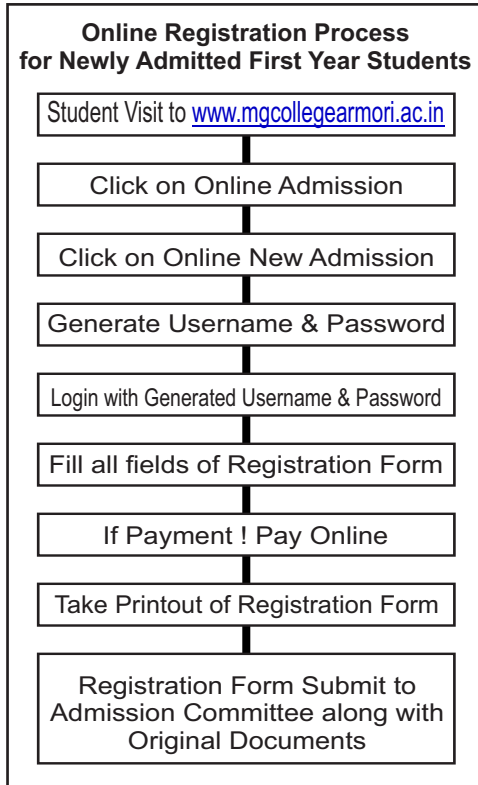 Online Registration Process
for Newly Admitted First Year Students
Student Visit to www.mgcollegearmori.ac.in
Click on Online Admission
Click on Online New Admission
Generate Username & Password
Login with Generated Username & Password
Fill all fields of Registration Form
If Payment ! Pay Online
Take Printout of Registration Form
Registration Form Submit to
Admission Committee along with
Original Documents